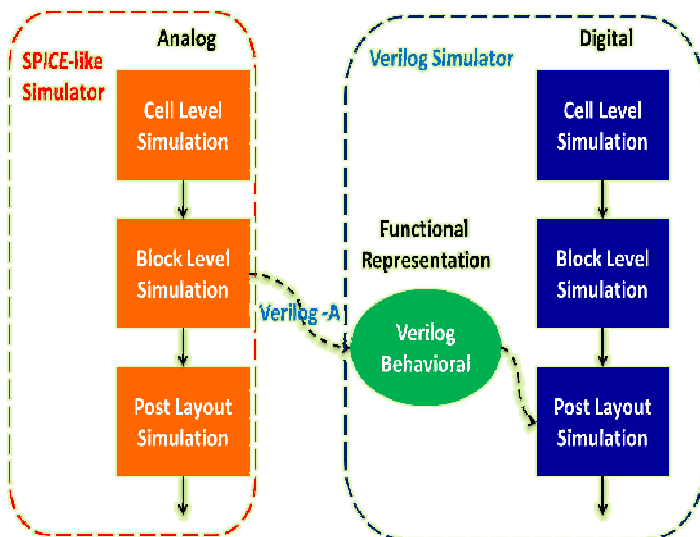 Analog
SPICE-like
Simulator
Cell Level
Simulation
Block Level
Simulation
Post Layout
Simulation
Verilog -A
Digital
Verilog Simulator
Functional
Representation
Verilog
Behavioral
Cell Level
Simulation
Block Level
Simulation
Post Layout
Simulation